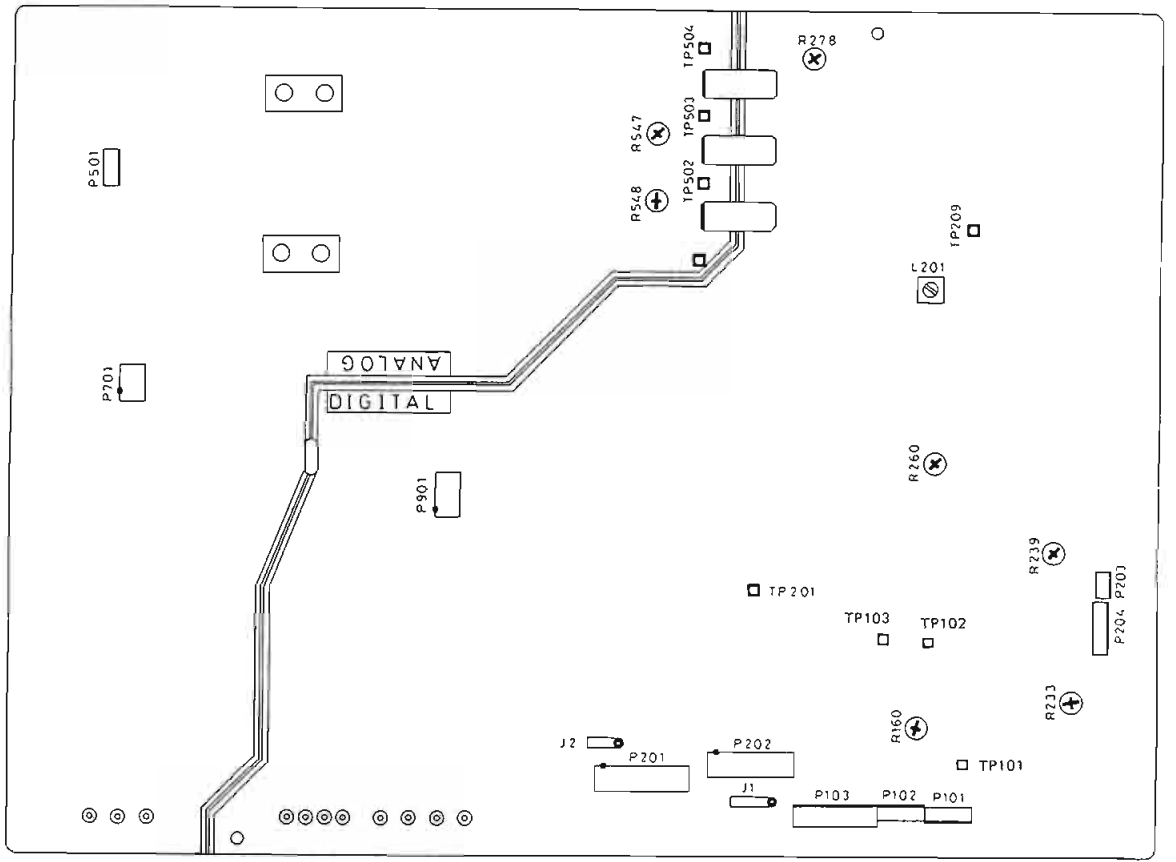 TP504
R278
TP503
R547
P501
TP502
R548
TP209
L201
ANALOG
P701
DIGITAL
R260
P901
R239
TP201
P203
TP103
TP102
P204
R233
R160
J2
P201
P202
TP101
J1
P103
P102
P101